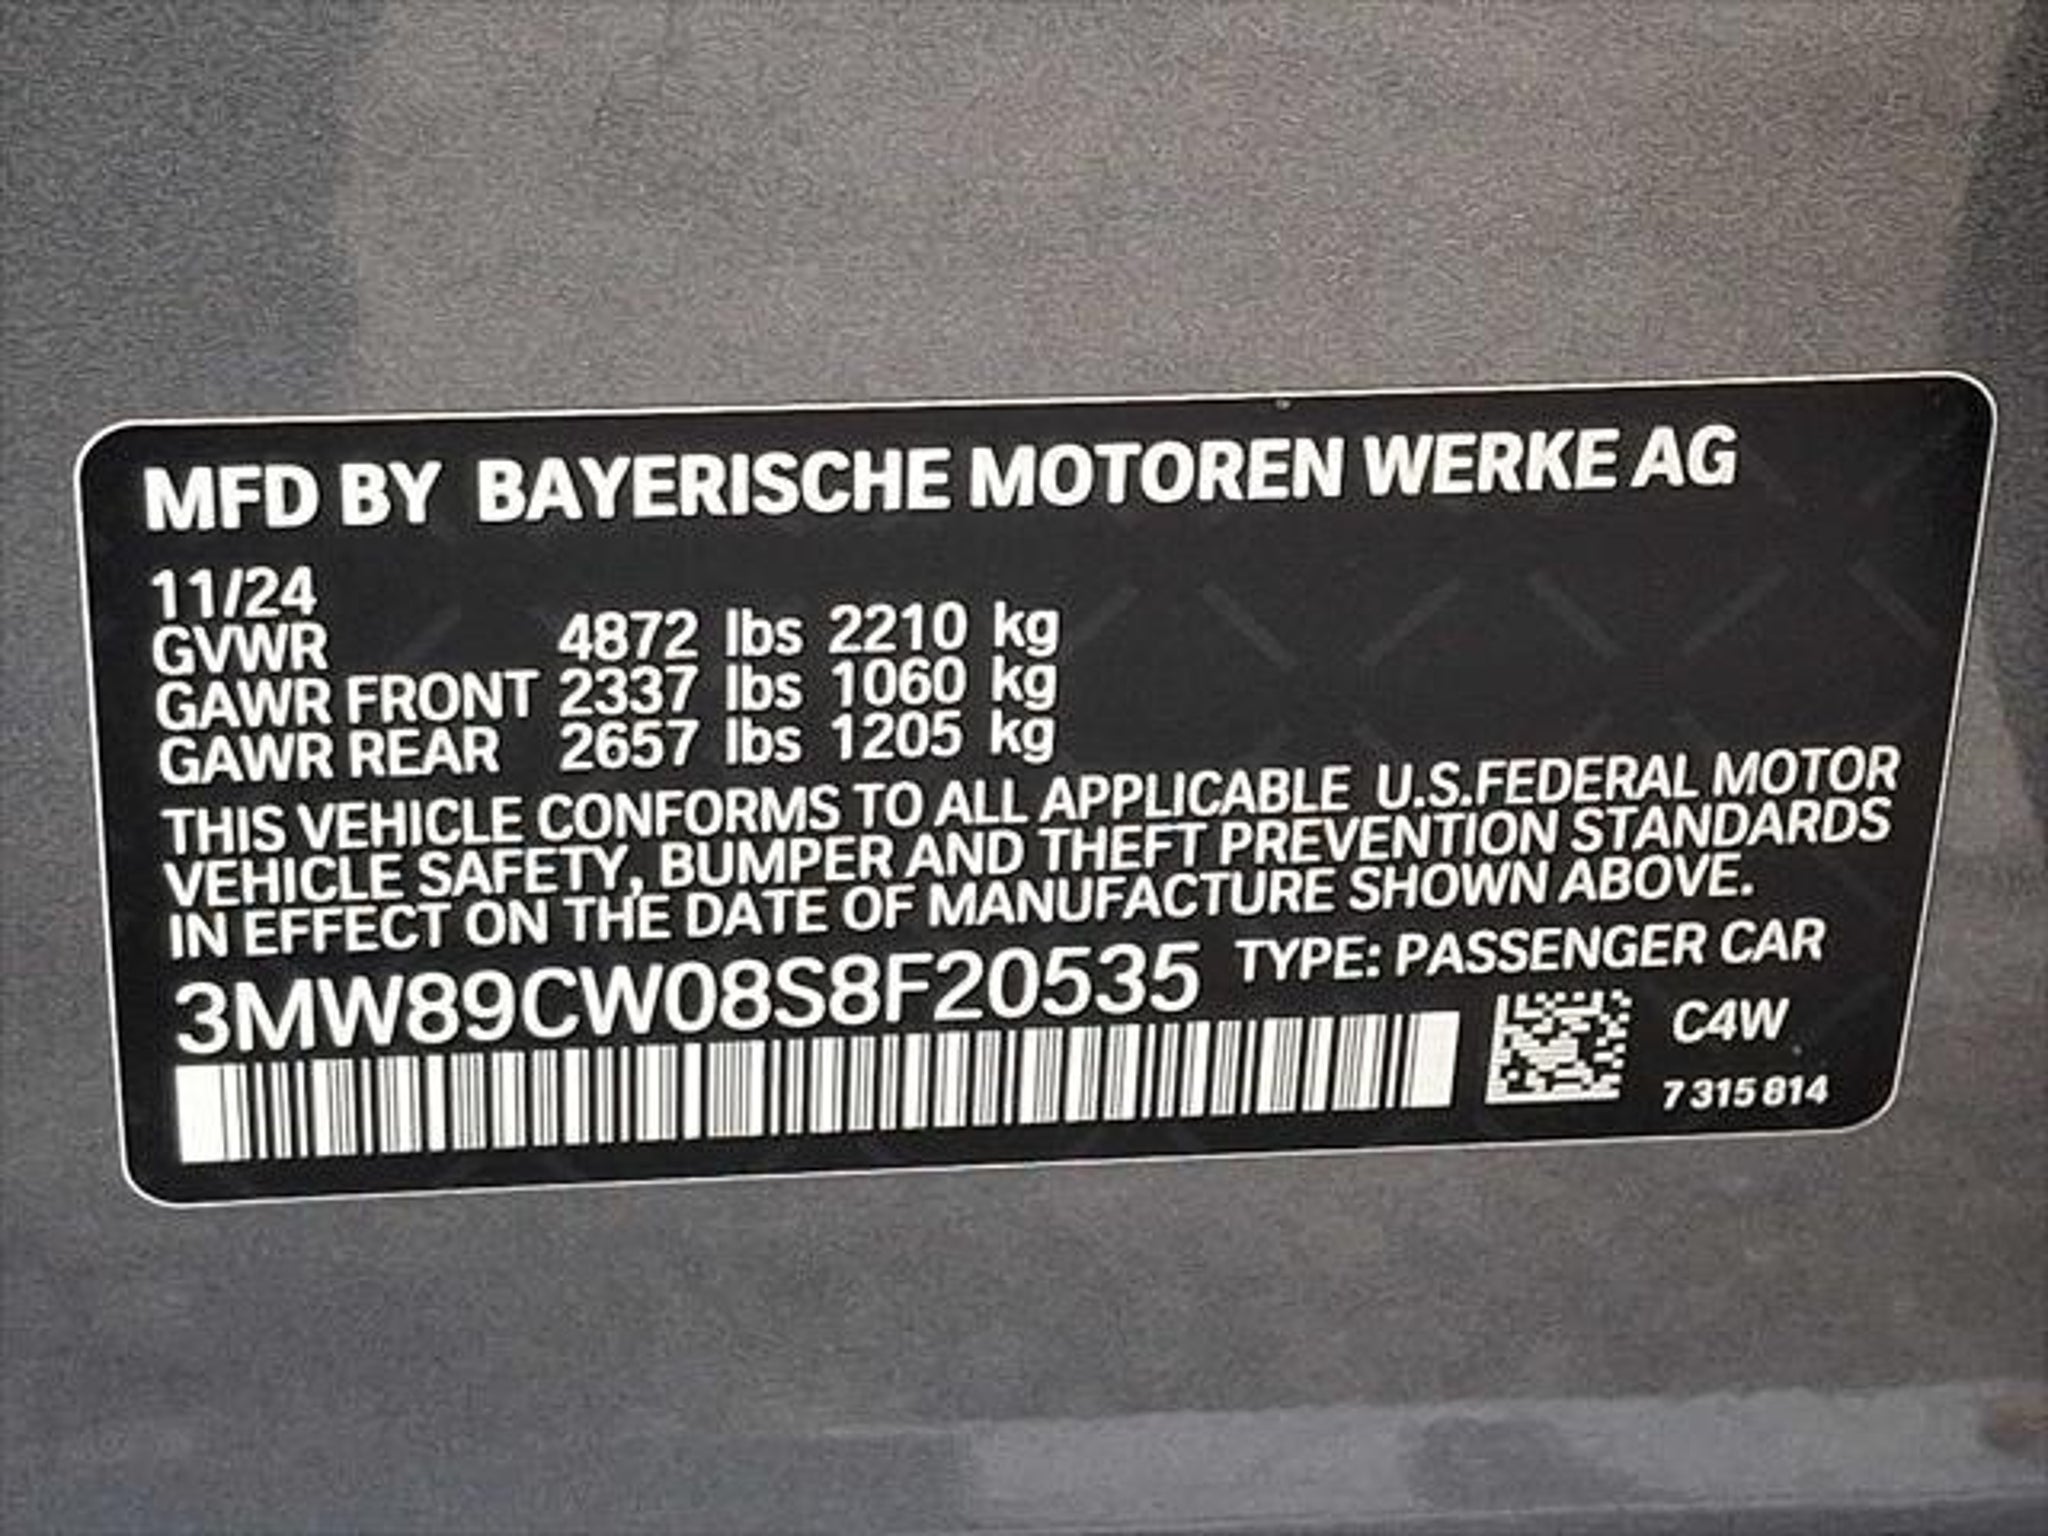 MFD BY BAYERISCHE MOTOREN WERKE AG
11/24
GVWR 4872 lbs 2210 kg
GAWR FRONT 2337 lbs 1060 kg
GAWR REAR 2657 lbs 1205 kg
THIS VEHICLE CONFORMS TO ALL APPLICABLE U.S.FEDERAL MOTOR
VEHICLE SAFETY, BUMPER AND THEFT PREVENTION STANDARDS
IN EFFECT ON THE DATE OF MANUFACTURE SHOWN ABOVE.
3MW89CW08S8F20535 TYPE: PASSENGER CAR
C4W
7 315 814